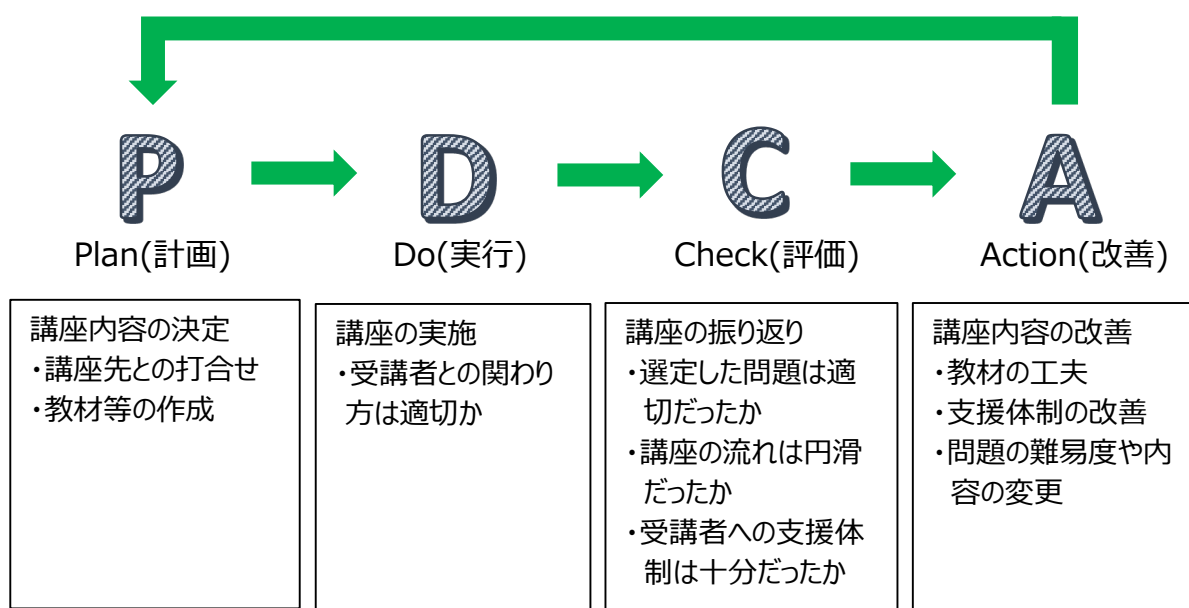 P
D
C
A
Plan(計画)
Do(実行)
Check(評価)
Action(改善)
講座内容の決定
・講座先との打合せ
・教材等の作成
講座の実施
・受講者との関わり
方は適切か
講座の振り返り
・選定した問題は適
切だったか
・講座の流れは円滑
だったか
・受講者への支援体
制は十分だったか
講座内容の改善
・教材の工夫
・支援体制の改善
・問題の難易度や内
容の変更